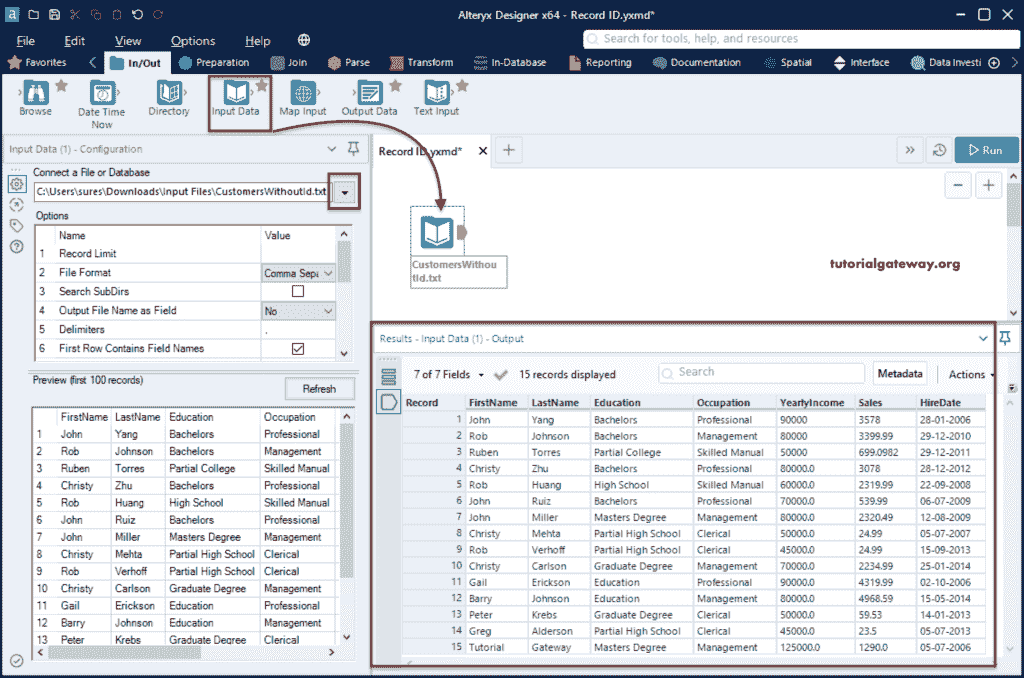 Alteryx Designer x64 - Record ID.yxmd*
File Edit View Options Help
Search for tools, help, and resources
Favorites In/Out Preparation Join Parse Transform In-Database Reporting Documentation Spatial Interface Data Investi
Browse Date Time Now Directory Input Data Map Input Output Data Text Input
Input Data (1) - Configuration
Connect a File or Database
C:\Users\sures\Downloads\Input Files\CustomersWithoutId.txt
Options
Name Value
1 Record Limit
2 File Format Comma Sepa
3 Search SubDirs
4 Output File Name as Field No
5 Delimiters ,
6 First Row Contains Field Names
Preview (first 100 records)
Refresh
FirstName LastName Education Occupation
1 John Yang Bachelors Professional
2 Rob Johnson Bachelors Management
3 Ruben Torres Partial College Skilled Manual
4 Christy Zhu Bachelors Professional
5 Rob Huang High School Skilled Manual
6 John Ruiz Bachelors Professional
7 John Miller Masters Degree Management
8 Christy Mehta Partial High School Clerical
9 Rob Verhoff Partial High School Clerical
10 Christy Carlson Graduate Degree Management
11 Gail Erickson Education Professional
12 Barry Johnson Education Management
13 Peter Krebs Graduate Degree Clerical
Record ID.yxmd*
Run
CustomersWithou
tId.txt
tutorialgateway.org
Results - Input Data (1) - Output
7 of 7 Fields 15 records displayed Search Metadata Actions
Record FirstName LastName Education Occupation YearlyIncome Sales HireDate
1 John Yang Bachelors Professional 90000 3578 28-01-2006
2 Rob Johnson Bachelors Management 80000 3399.99 29-12-2010
3 Ruben Torres Partial College Skilled Manual 50000 699.0982 29-12-2011
4 Christy Zhu Bachelors Professional 80000.0 3078 28-12-2012
5 Rob Huang High School Skilled Manual 60000.0 2319.99 22-09-2008
6 John Ruiz Bachelors Professional 70000.0 539.99 06-07-2009
7 John Miller Masters Degree Management 80000.0 2320.49 12-08-2009
8 Christy Mehta Partial High School Clerical 50000.0 24.99 05-07-2007
9 Rob Verhoff Partial High School Clerical 45000.0 24.99 15-09-2013
10 Christy Carlson Graduate Degree Management 70000.0 2234.99 25-01-2014
11 Gail Erickson Education Professional 90000.0 4319.99 02-10-2006
12 Barry Johnson Education Management 80000.0 4968.59 15-05-2014
13 Peter Krebs Graduate Degree Clerical 50000.0 59.53 14-01-2013
14 Greg Alderson Partial High School Clerical 45000.0 23.5 05-07-2013
15 Tutorial Gateway Masters Degree Management 125000.0 1290.0 05-07-2006